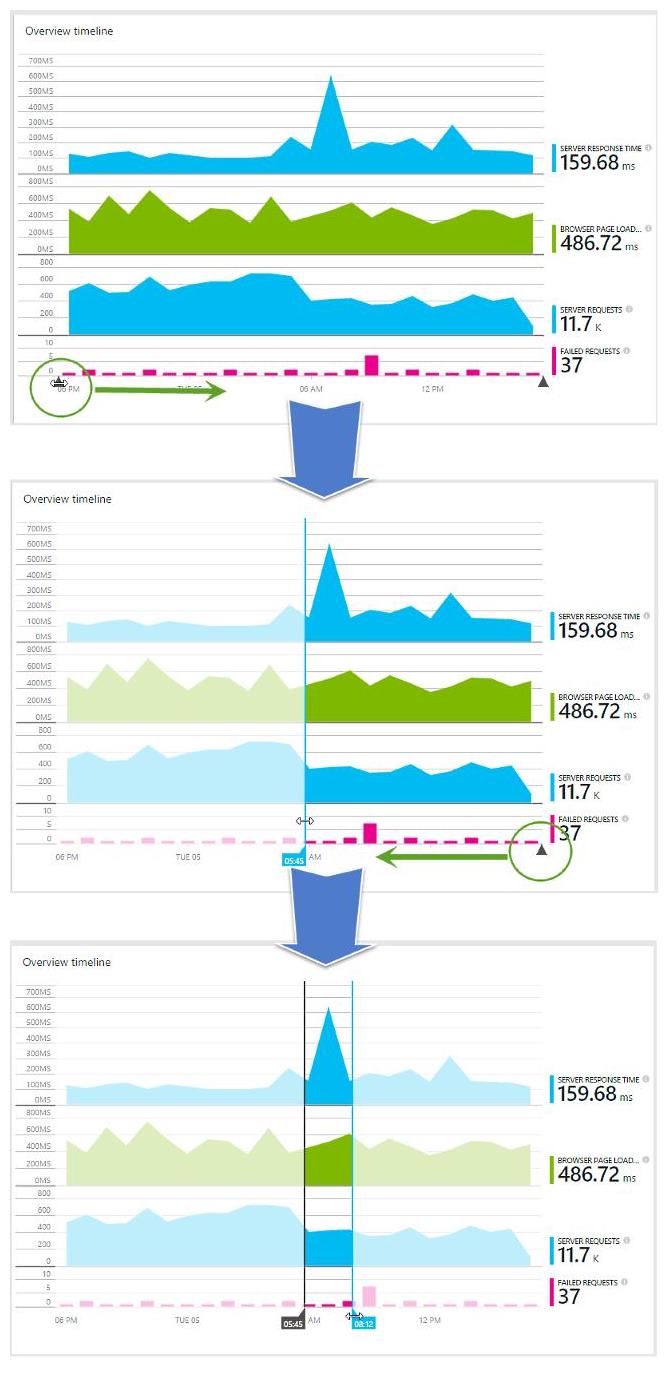 Overview timeline
700MS
600MS
500MS
400MS
300MS
200MS
100MS
0MS
SERVER RESPONSE TIME
159.68 ms
800MS
600MS
400MS
200MS
0MS
BROWSER PAGE LOAD...
486.72 ms
800
600
400
200
0
SERVER REQUESTS
11.7 K
10
5
0
FAILED REQUESTS
37
06 PM TUE 05 06 AM 12 PM
Overview timeline
700MS
600MS
500MS
400MS
300MS
200MS
100MS
0MS
SERVER RESPONSE TIME
159.68 ms
800MS
600MS
400MS
200MS
0MS
BROWSER PAGE LOAD...
486.72 ms
800
600
400
200
0
SERVER REQUESTS
11.7 K
10
5
0
FAILED REQUESTS
37
06 PM TUE 05 05:45 AM
Overview timeline
700MS
600MS
500MS
400MS
300MS
200MS
100MS
0MS
SERVER RESPONSE TIME
159.68 ms
800MS
600MS
400MS
200MS
0MS
BROWSER PAGE LOAD...
486.72 ms
800
600
400
200
0
SERVER REQUESTS
11.7 K
10
5
0
FAILED REQUESTS
37
06 PM TUE 05 05:45 AM 08:12 12 PM